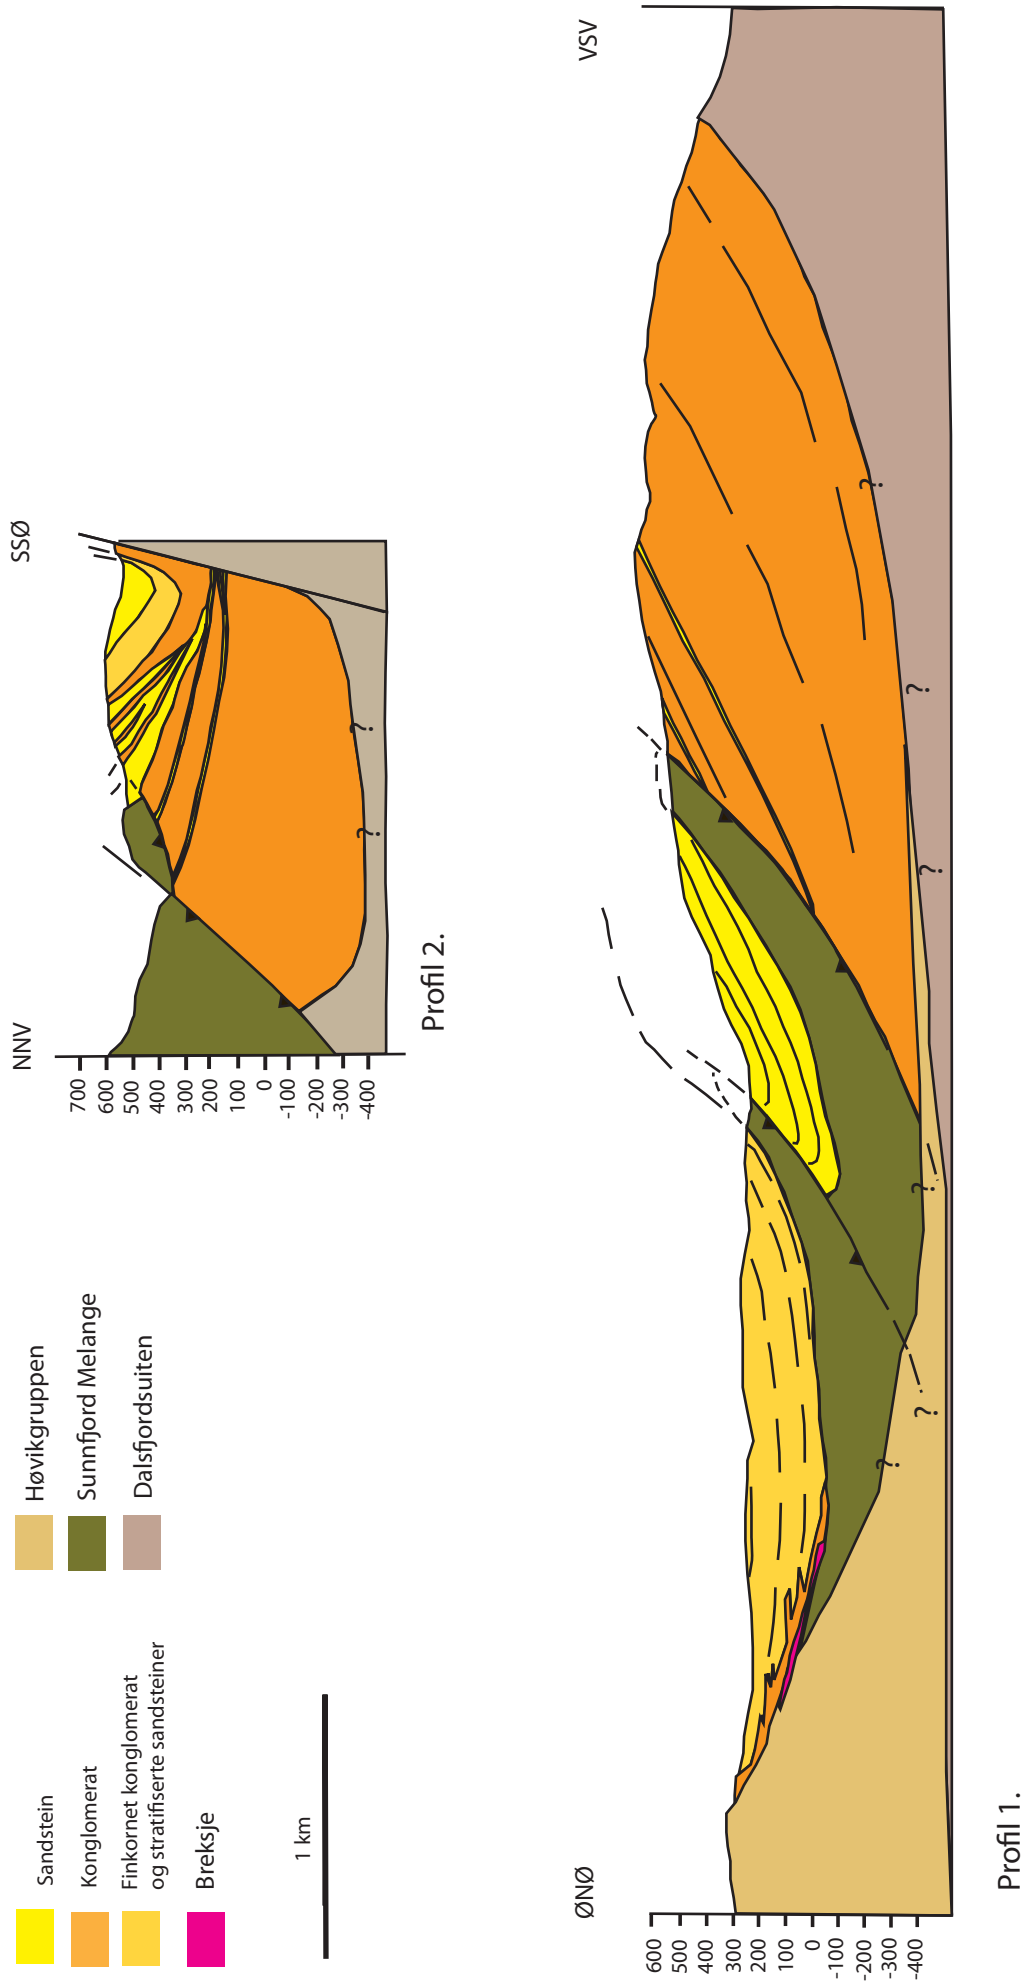 Sandstein
Konglomerat
Finkornet konglomerat
og stratifiserte sandsteiner
Breksje
Høvikgruppen
Sunnfjord Melange
Dalsfjordsuiten
1 km
NNV
SSØ
700
600
500
400
300
200
100
0
-100
-200
-300
-400
?
?
Profil 2.
ØNØ
VSV
600
500
400
300
200
100
0
-100
-200
-300
-400
?
?
?
?
?
?
Profil 1.